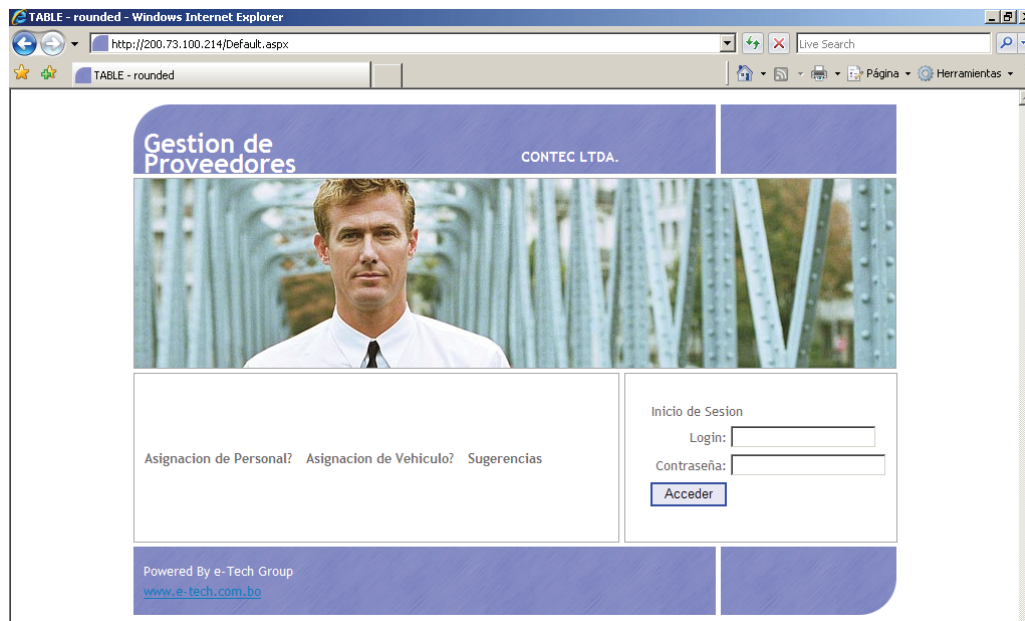 TABLE - rounded - Windows Internet Explorer
http://200.73.100.214/Default.aspx
Live Search
TABLE - rounded
Página
Herramientas
Gestion de
Proveedores
CONTEC LTDA.
Asignacion de Personal? Asignacion de Vehiculo? Sugerencias
Inicio de Sesion
Login:
Contraseña:
Acceder
Powered By e-Tech Group
www.e-tech.com.bo